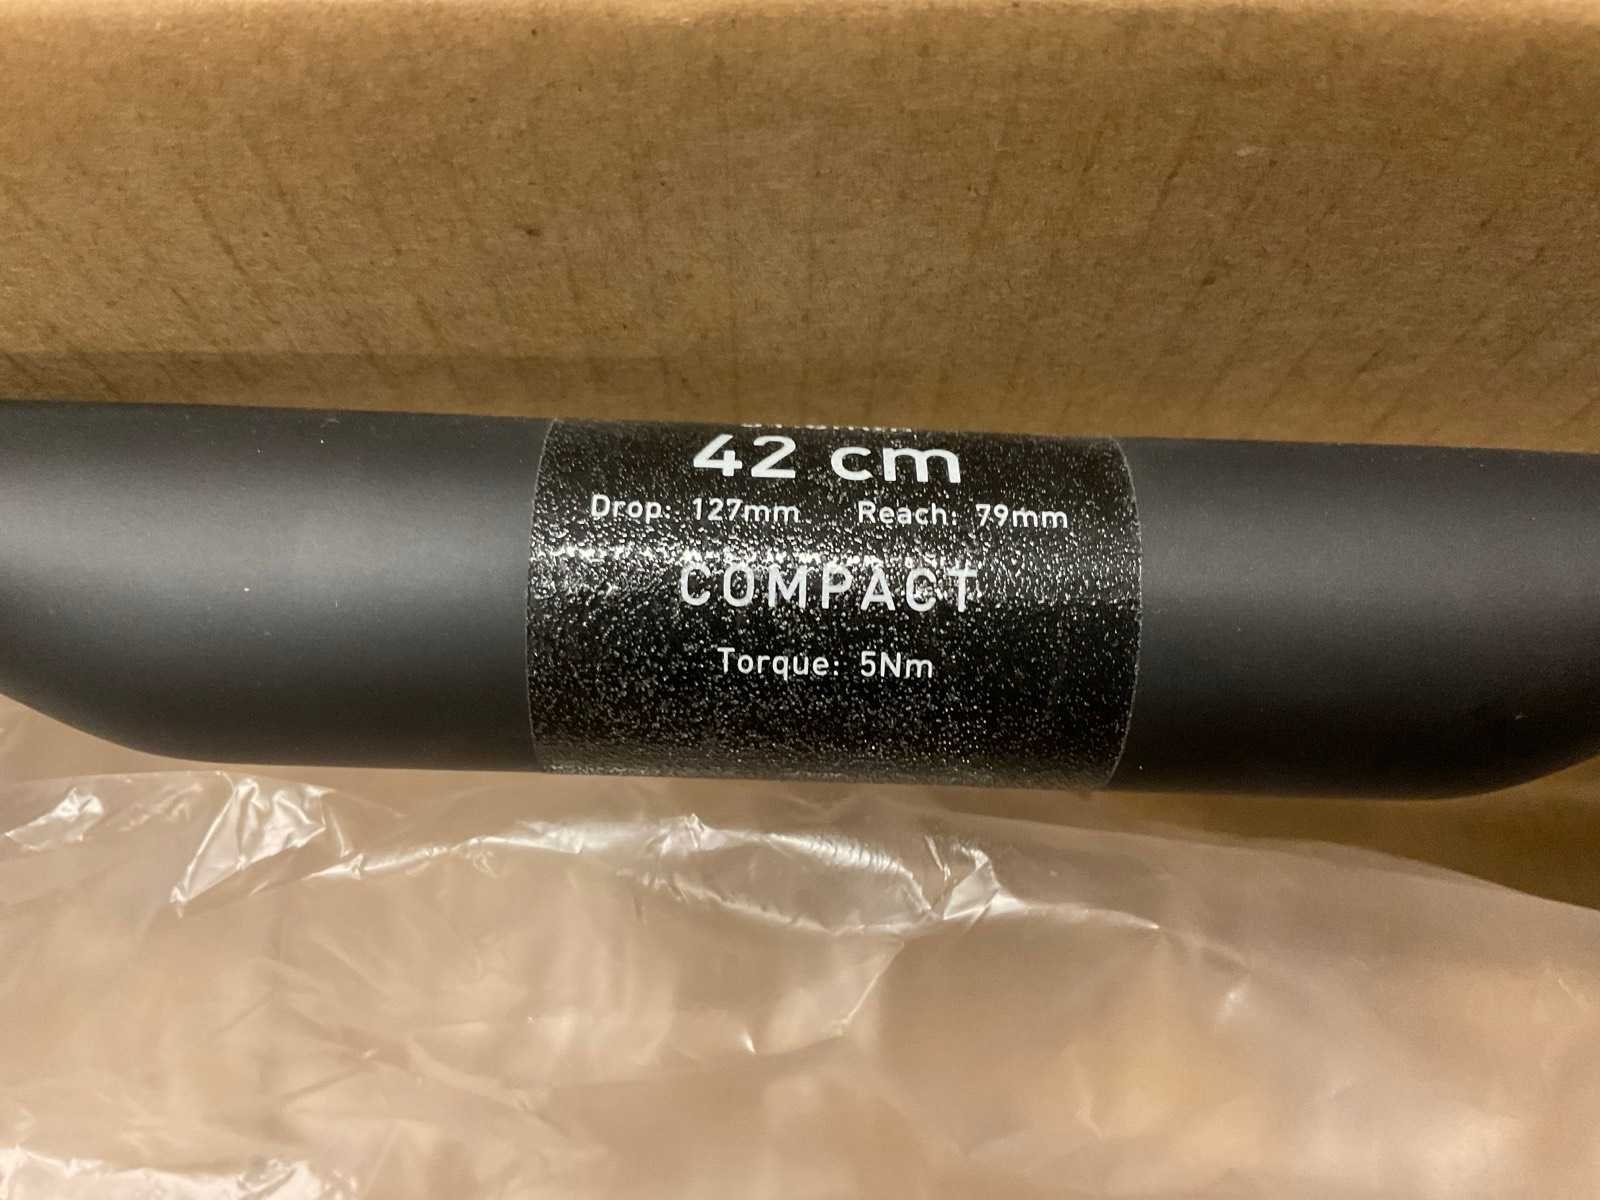 42 cm
Drop: 127mm Reach: 79mm
COMPACT
Torque: 5Nm